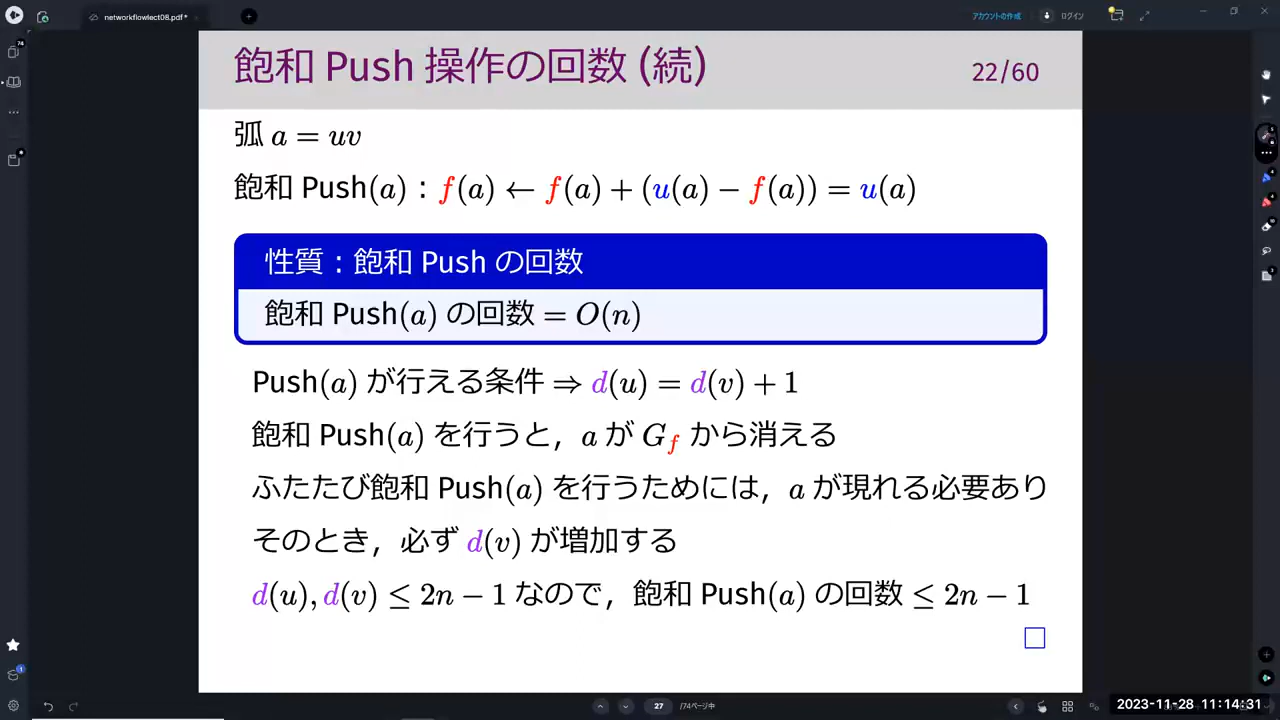 networkflowlect08.pdf*
アカウントの作成
ログイン
飽和 Push 操作の回数 (続)
22/60
弧 a = uv
飽和 Push(a) : f(a) ← f(a) + (u(a) − f(a)) = u(a)
性質：飽和 Push の回数
飽和 Push(a) の回数 = O(n)
Push(a) が行える条件 ⇒ d(u) = d(v) + 1
飽和 Push(a) を行うと，a が G_f から消える
ふたたび飽和 Push(a) を行うためには，a が現れる必要あり
そのとき，必ず d(v) が増加する
d(u), d(v) ≤ 2n − 1 なので，飽和 Push(a) の回数 ≤ 2n − 1
27
/74ページ中
2023-11-28 11:14:31